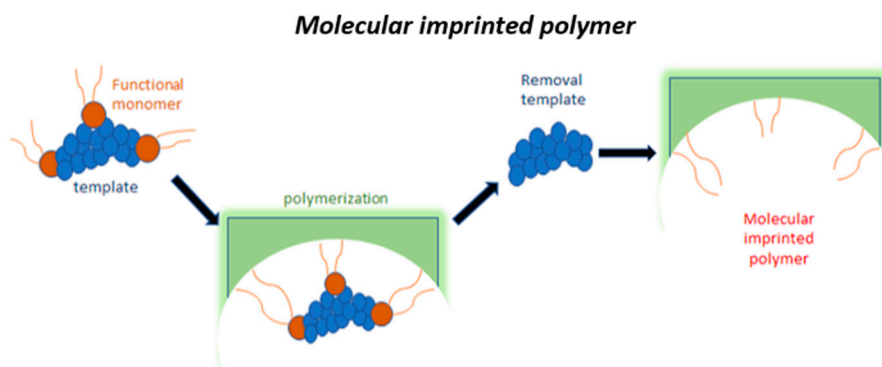 Molecular imprinted polymer
Functional
monomer
template
polymerization
Removal
template
Molecular
imprinted
polymer